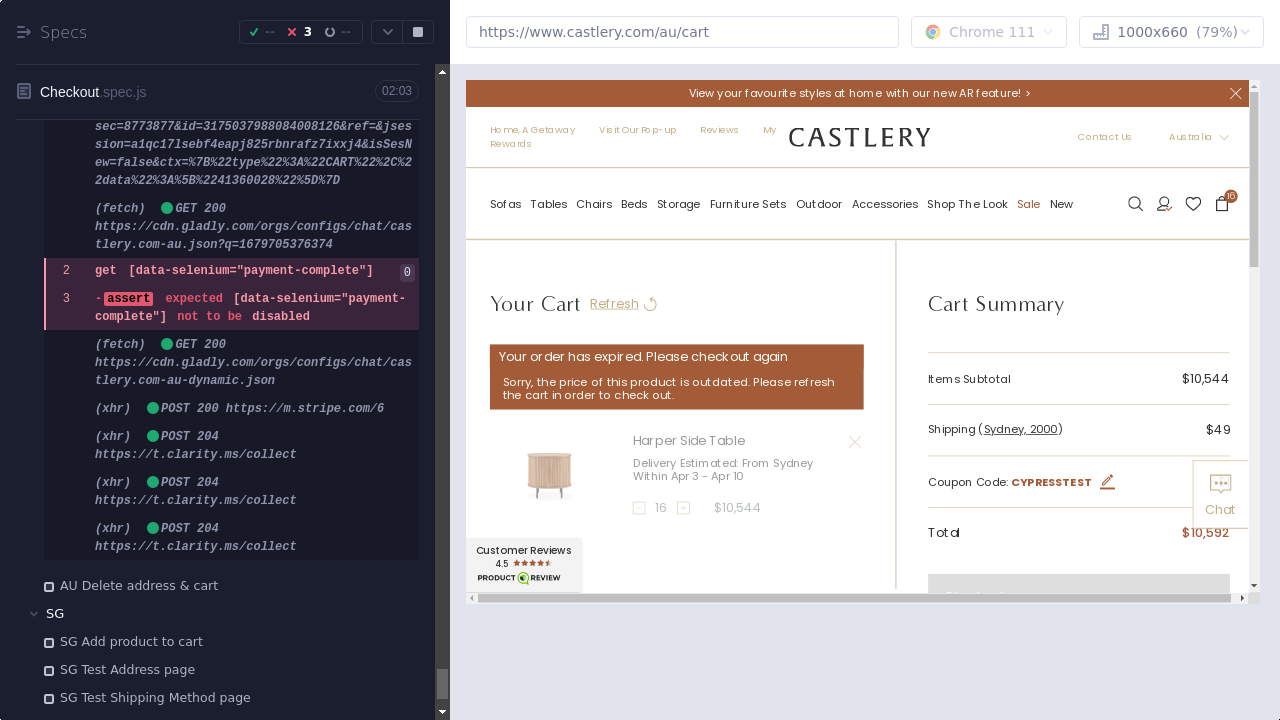 Specs
-- 3 --
Checkout.spec.js
02:03
sec=8773877&id=3175037988084008126&ref=&jses
sion=a1qc17lsebf4eapj825rbnrafz7ixxj4&isSesN
ew=false&ctx=%7B%22type%22%3A%22CART%22%2C%2
2data%22%3A%5B%2241360028%22%5D%7D
(fetch) GET 200
https://cdn.gladly.com/orgs/configs/chat/cas
tlery.com-au.json?q=1679705376374
2 get [data-selenium="payment-complete"] 0
3 -assert expected [data-selenium="payment-
complete"] not to be disabled
(fetch) GET 200
https://cdn.gladly.com/orgs/configs/chat/cas
tlery.com-au-dynamic.json
(xhr) POST 200 https://m.stripe.com/6
(xhr) POST 204
https://t.clarity.ms/collect
(xhr) POST 204
https://t.clarity.ms/collect
(xhr) POST 204
https://t.clarity.ms/collect
AU Delete address & cart
SG
SG Add product to cart
SG Test Address page
SG Test Shipping Method page
https://www.castlery.com/au/cart
Chrome 111
1000x660 (79%)
View your favourite styles at home with our new AR feature! >
Home, A Getaway Visit Our Pop-up Reviews My
Rewards
CASTLERY
Contact Us Australia
Sofas Tables Chairs Beds Storage Furniture Sets Outdoor Accessories Shop The Look Sale New
16
Your Cart Refresh
Your order has expired. Please check out again
Sorry, the price of this product is outdated. Please refresh
the cart in order to check out.
Harper Side Table
Delivery Estimated: From Sydney
Within Apr 3 - Apr 10
- 16 + $10,544
Customer Reviews
4.5
PRODUCT REVIEW
Cart Summary
Items Subtotal $10,544
Shipping (Sydney, 2000) $49
Coupon Code: CYPRESSTEST
Chat
Total $10,592